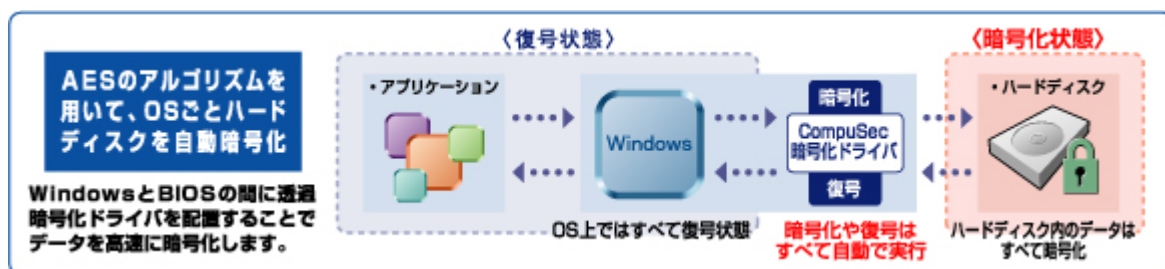 AESのアルゴリズムを
用いて、OSごとハード
ディスクを自動暗号化
WindowsとBIOSの間に透過
暗号化ドライバを配置することで
データを高速に暗号化します。
〈復号状態〉
・アプリケーション
Windows
OS上ではすべて復号状態
暗号化
CompuSec
暗号化ドライバ
復号
暗号化や復号は
すべて自動で実行
〈暗号化状態〉
・ハードディスク
ハードディスク内のデータは
すべて暗号化